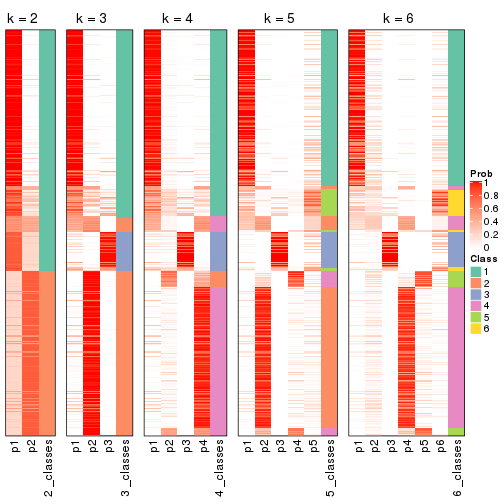 k = 2
k = 3
k = 4
k = 5
k = 6
p1
p2
2_classes
p1
p2
p3
3_classes
p1
p2
p3
p4
4_classes
p1
p2
p3
p4
p5
5_classes
p1
p2
p3
p4
p5
p6
6_classes
Prob
1
0.8
0.6
0.4
0.2
0
Class
1
2
3
4
5
6